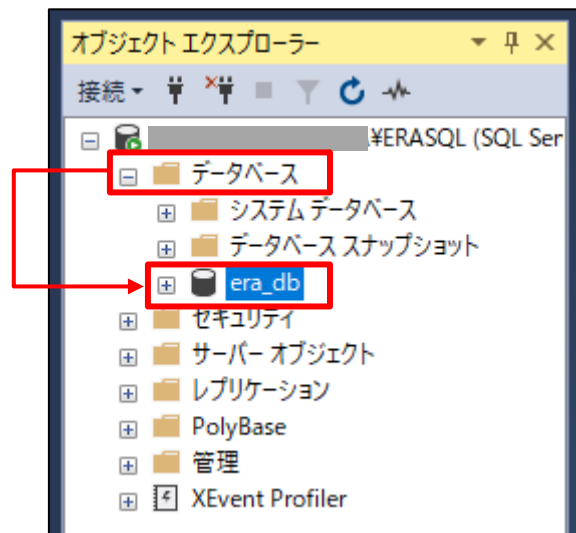 オブジェクト エクスプローラー
接続
¥ERASQL (SQL Ser
データベース
システム データベース
データベース スナップショット
era_db
セキュリティ
サーバー オブジェクト
レプリケーション
PolyBase
管理
XEvent Profiler